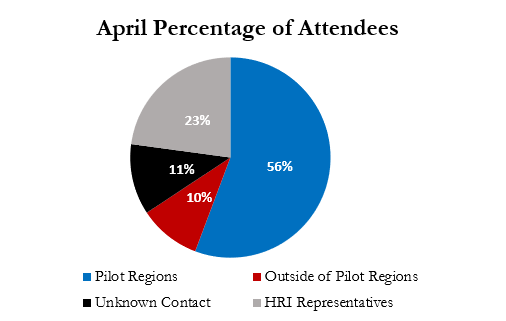 April Percentage of Attendees
23%
56%
11%
10%
Pilot Regions
Outside of Pilot Regions
Unknown Contact
HRI Representatives